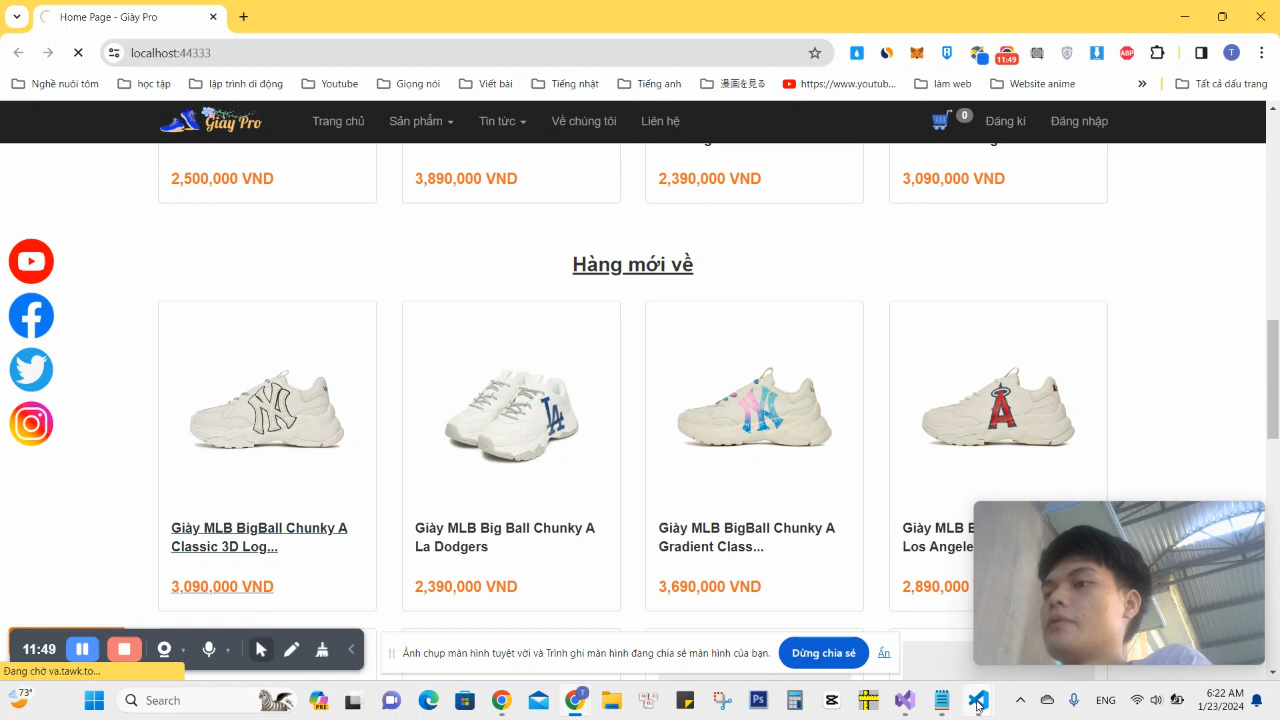 Home Page - Giày Pro
localhost:44333
11:49
T
Nghề nuôi tôm
học tập
lập trình di động
Youtube
Giọng nói
Viết bài
Tiếng nhật
Tiếng anh
漫画を見る
https://www.youtub...
làm web
Website anime
Tất cả dấu trang
Giày Pro
Trang chủ
Sản phẩm
Tin tức
Về chúng tôi
Liên hệ
0
Đăng kí
Đăng nhập
2,500,000 VND
3,890,000 VND
2,390,000 VND
3,090,000 VND
Hàng mới về
Giày MLB BigBall Chunky A
Classic 3D Log...
3,090,000 VND
Giày MLB Big Ball Chunky A
La Dodgers
2,390,000 VND
Giày MLB BigBall Chunky A
Gradient Class...
3,690,000 VND
Giày MLB
Los Angele
2,890,000
11:49
Ảnh chụp màn hình tuyệt vời và Trình ghi màn hình đang chia sẻ màn hình của bạn.
Dừng chia sẻ
Ẩn
Đang chờ va.tawk.to...
73°
Search
ENG
6:22 AM
1/23/2024